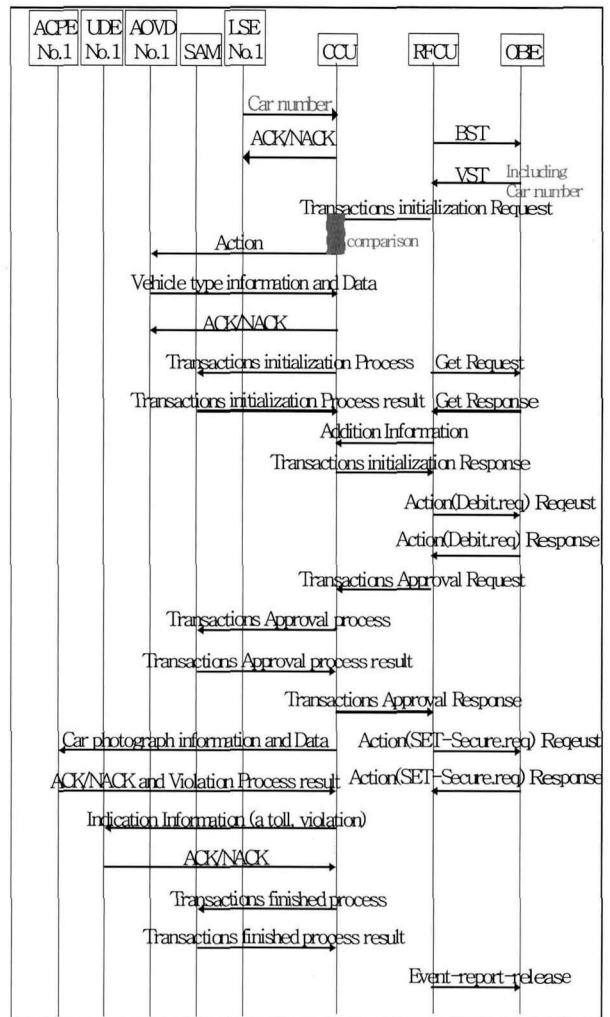 ACPE No.1
UDE No.1
AOVD No.1
SAM
LSE No.1
CCU
RFCU
OBE
Car number
ACK/NACK
BST
VST
Including
Car number
Transactions initialization Request
comparison
Action
Vehicle type information and Data
ACK/NACK
Transactions initialization Process
Get Request
Transactions initialization Process result
Get Response
Addition Information
Transactions initialization Response
Action(Debit.req) Reqeust
Action(Debit.req) Response
Transactions Approval Request
Transactions Approval process
Transactions Approval process result
Transactions Approval Response
Car photograph information and Data
Action(SET-Secure.req) Reqeust
ACK/NACK and Violation Process result
Action(SET-Secure.req) Response
Indication Information (a toll, violation)
ACK/NACK
Transactions finished process
Transactions finished process result
Event-report-release